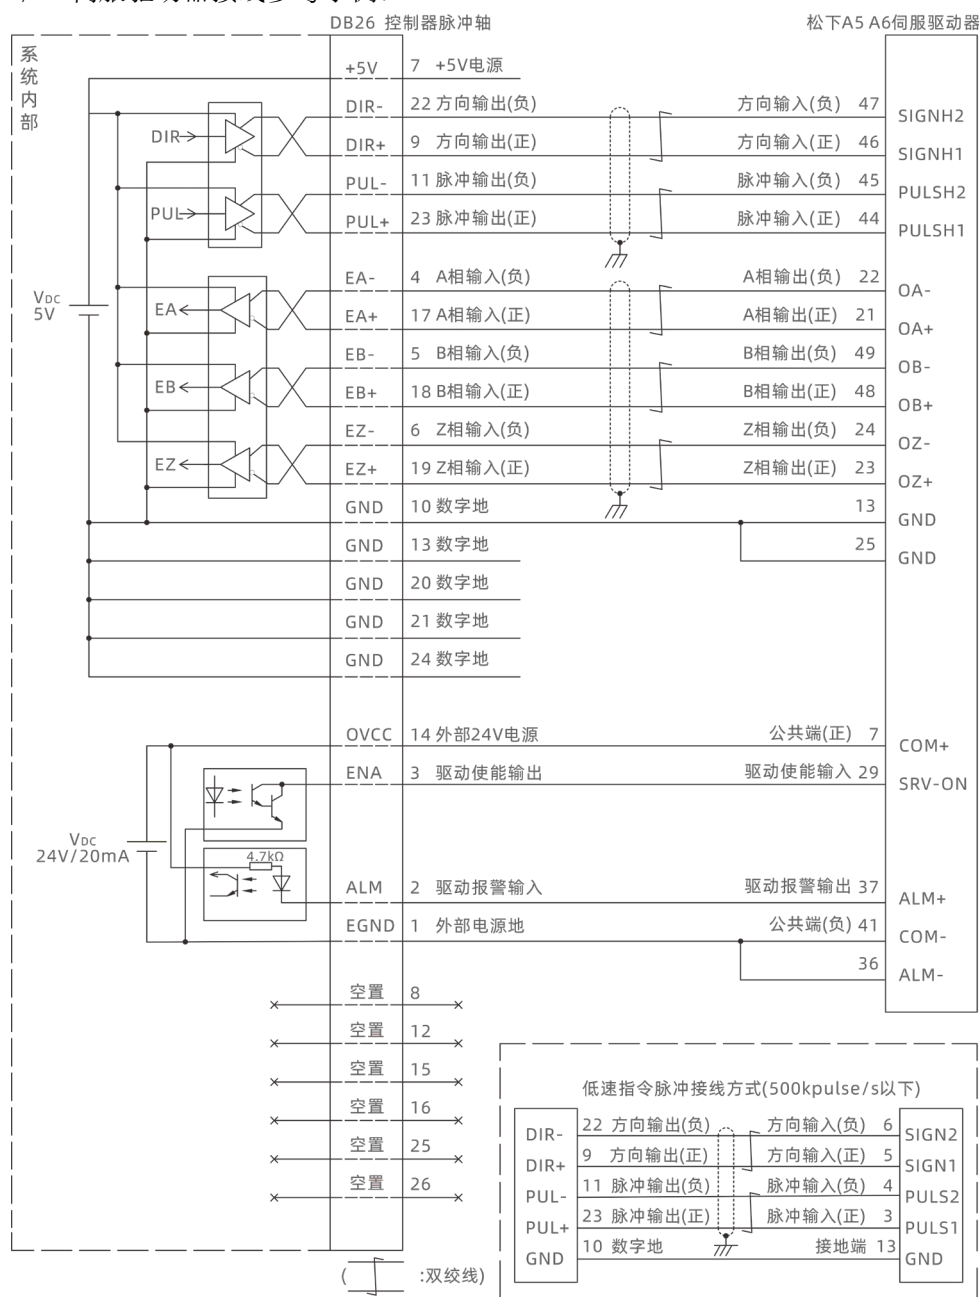 DB26 控制器脉冲轴 松下A5 A6伺服驱动器
系统内部
+5V 7 +5V电源
DIR- 22 方向输出(负) 方向输入(负) 47 SIGNH2
DIR
DIR+ 9 方向输出(正) 方向输入(正) 46 SIGNH1
PUL- 11 脉冲输出(负) 脉冲输入(负) 45 PULSH2
PUL
PUL+ 23 脉冲输出(正) 脉冲输入(正) 44 PULSH1
EA- 4 A相输入(负) A相输出(负) 22 OA-
VDC
5V
EA
EA+ 17 A相输入(正) A相输出(正) 21 OA+
EB- 5 B相输入(负) B相输出(负) 49 OB-
EB
EB+ 18 B相输入(正) B相输出(正) 48 OB+
EZ- 6 Z相输入(负) Z相输出(负) 24 OZ-
EZ
EZ+ 19 Z相输入(正) Z相输出(正) 23 OZ+
GND 10 数字地 13 GND
GND 13 数字地 25 GND
GND 20 数字地
GND 21 数字地
GND 24 数字地
OVCC 14 外部24V电源 公共端(正) 7 COM+
ENA 3 驱动使能输出 驱动使能输入 29 SRV-ON
VDC
24V/20mA
4.7kΩ
ALM 2 驱动报警输入 驱动报警输出 37 ALM+
EGND 1 外部电源地 公共端(负) 41 COM-
36 ALM-
空置 8
空置 12
空置 15
空置 16
空置 25
空置 26
低速指令脉冲接线方式(500kpulse/s以下)
DIR- 22 方向输出(负) 方向输入(负) 6 SIGN2
DIR+ 9 方向输出(正) 方向输入(正) 5 SIGN1
PUL- 11 脉冲输出(负) 脉冲输入(负) 4 PULS2
PUL+ 23 脉冲输出(正) 脉冲输入(正) 3 PULS1
GND 10 数字地 接地端 13 GND
( :双绞线)